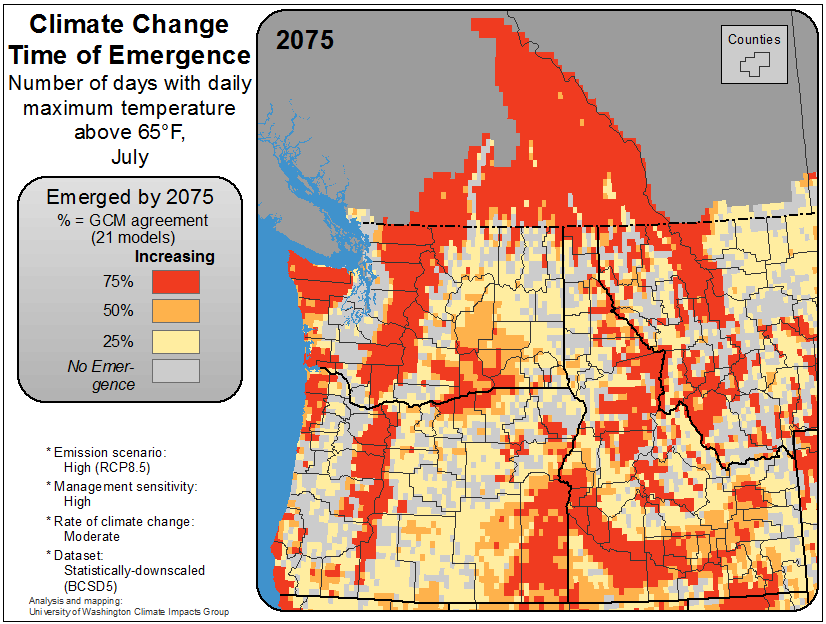 Climate Change
Time of Emergence
Number of days with daily
maximum temperature
above 65°F,
July
Emerged by 2075
% = GCM agreement
(21 models)
Increasing
75%
50%
25%
No Emer-
gence
* Emission scenario:
High (RCP8.5)
* Management sensitivity:
High
* Rate of climate change:
Moderate
* Dataset:
Statistically-downscaled
(BCSD5)
Analysis and mapping:
University of Washington Climate Impacts Group
2075
Counties